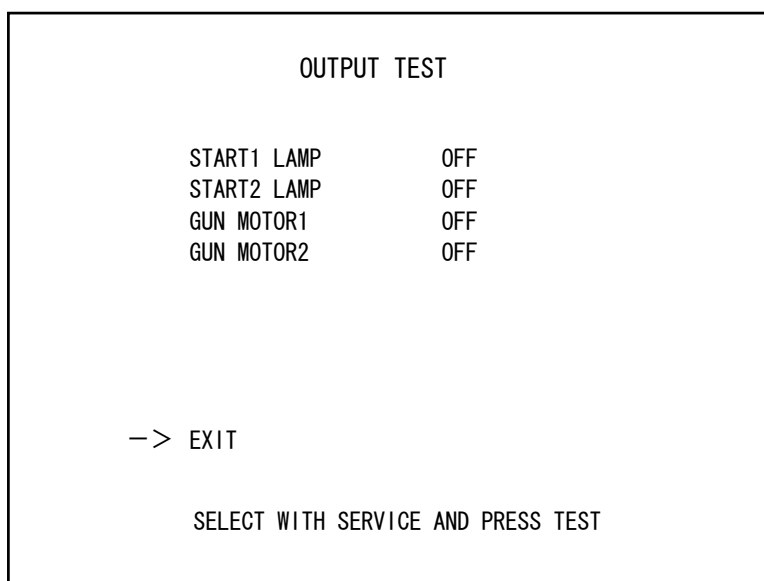 OUTPUT TEST
START1 LAMP OFF
START2 LAMP OFF
GUN MOTOR1 OFF
GUN MOTOR2 OFF
-> EXIT
SELECT WITH SERVICE AND PRESS TEST